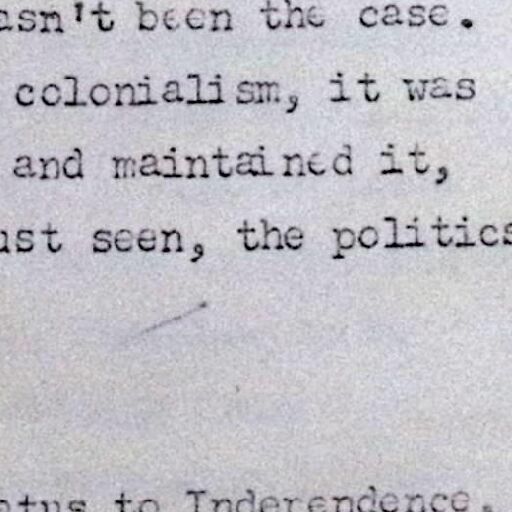 asn't been the case.
colonialism, it was
and maintained it,
ust seen, the politics
atus to Independence.